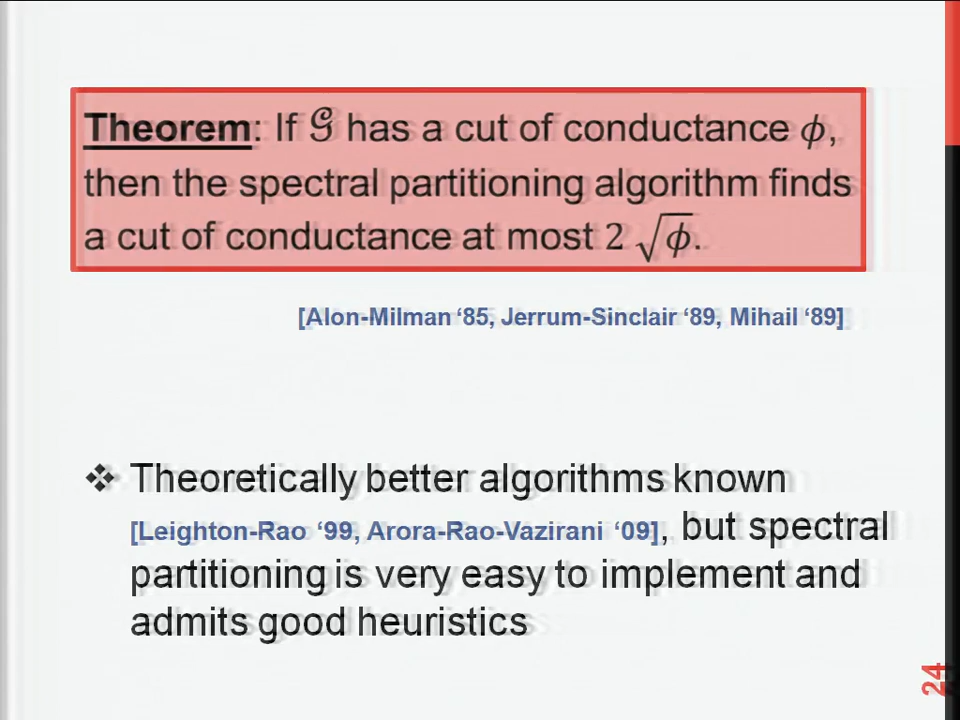 Theorem: If 𝒢 has a cut of conductance ϕ,
then the spectral partitioning algorithm finds
a cut of conductance at most 2 √ϕ.
[Alon-Milman ‘85, Jerrum-Sinclair ‘89, Mihail ‘89]
❖ Theoretically better algorithms known
[Leighton-Rao ‘99, Arora-Rao-Vazirani ‘09], but spectral
partitioning is very easy to implement and
admits good heuristics
24